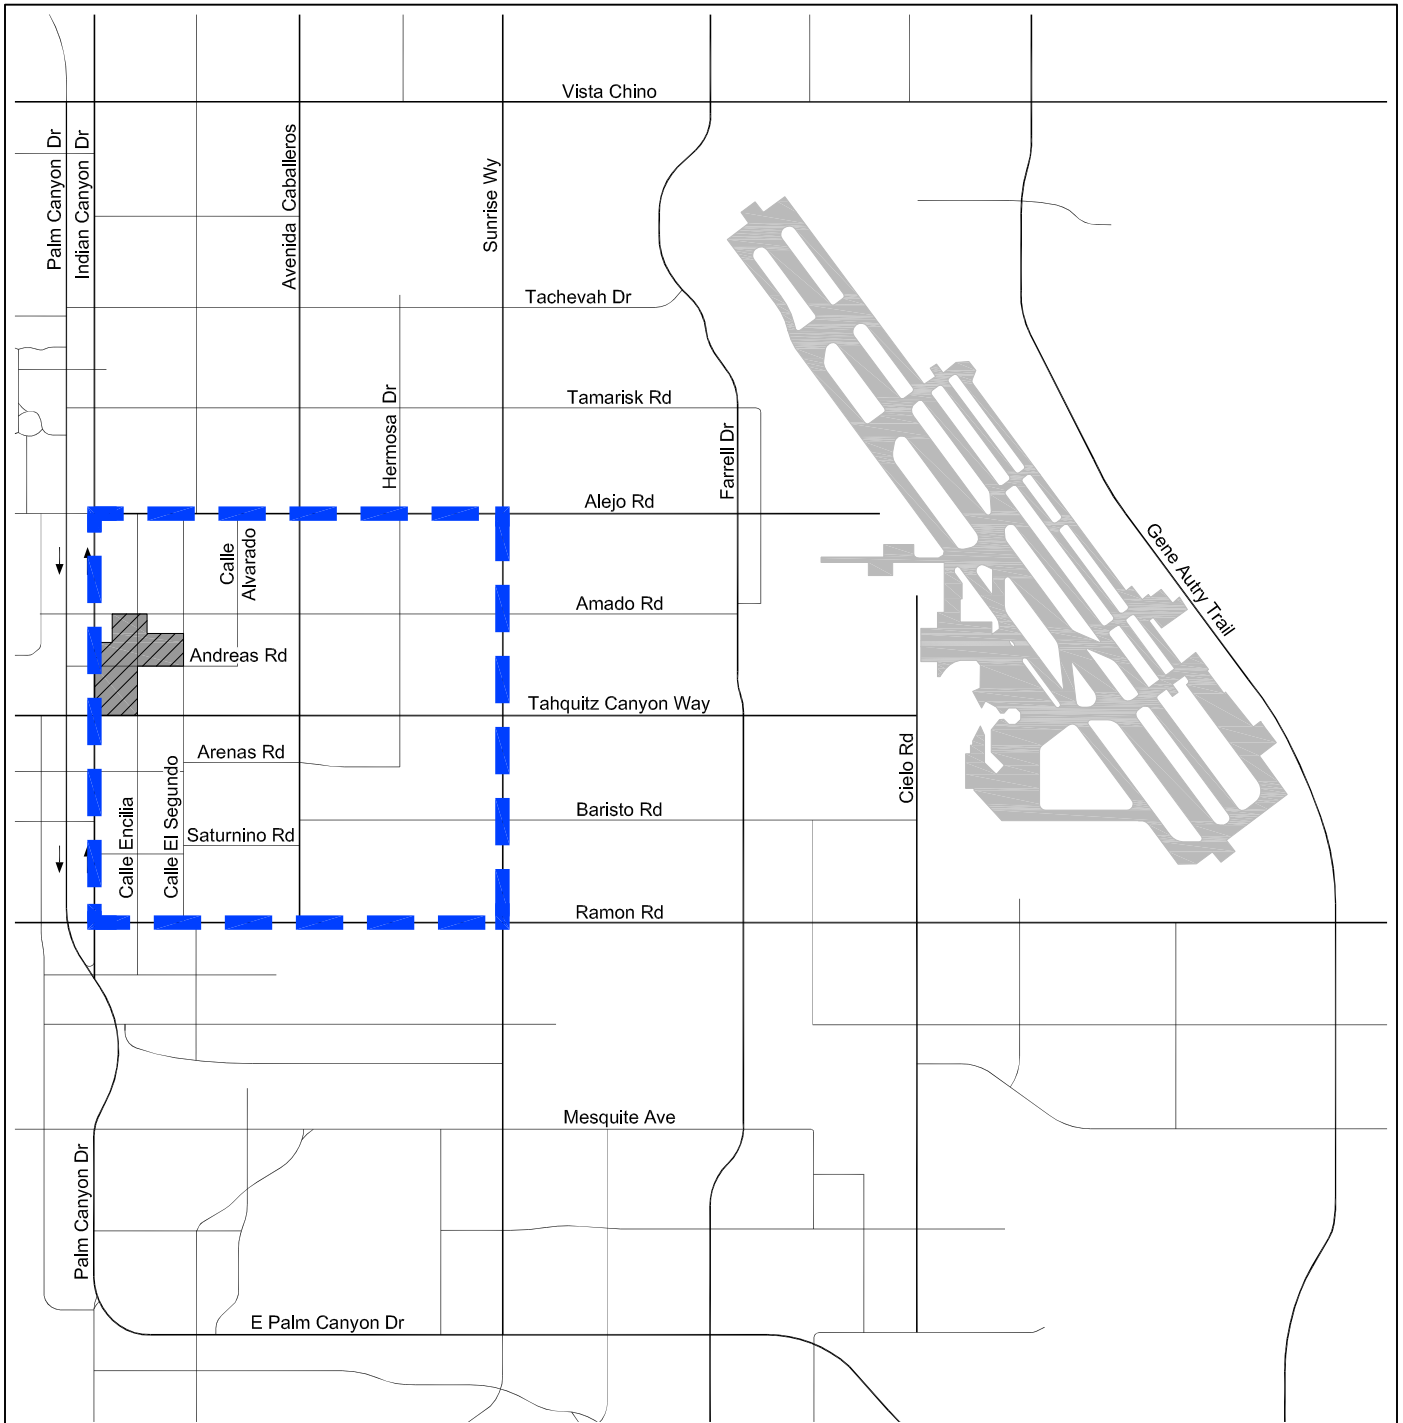 Vista Chino
Palm Canyon Dr
Indian Canyon Dr
Avenida Caballeros
Sunrise Wy
Tachevah Dr
Tamarisk Rd
Hermosa Dr
Farrell Dr
Alejo Rd
Calle
Alvarado
Gene Autry Trail
Amado Rd
Andreas Rd
Tahquitz Canyon Way
Arenas Rd
Cielo Rd
Calle Encilia
Calle El Segundo
Baristo Rd
Saturnino Rd
Ramon Rd
Mesquite Ave
Palm Canyon Dr
E Palm Canyon Dr